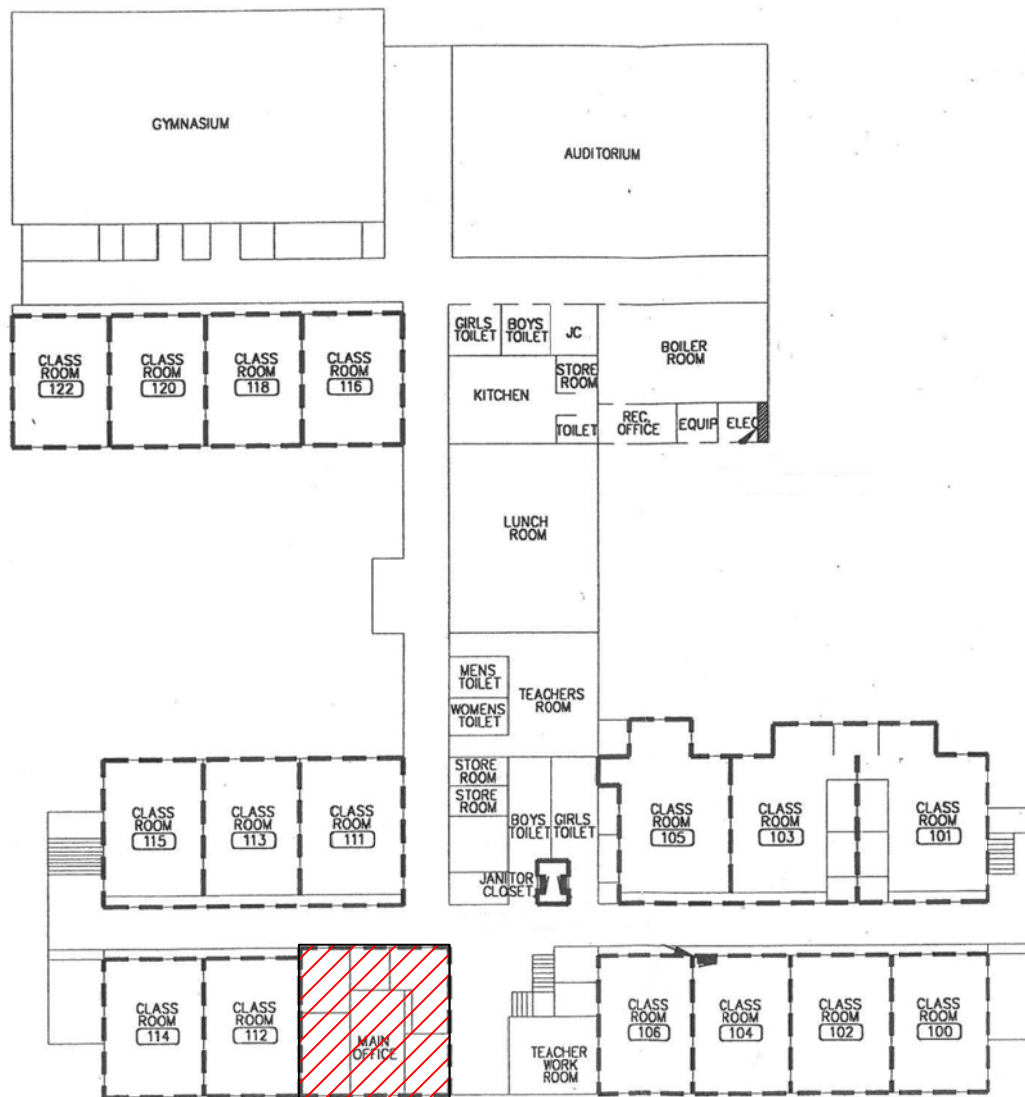 GYMNASIUM
AUDITORIUM
GIRLS
TOILET
BOYS
TOILET
JC
BOILER
ROOM
CLASS
ROOM
122
CLASS
ROOM
120
CLASS
ROOM
118
CLASS
ROOM
116
KITCHEN
STORE
ROOM
TOILET
REC.
OFFICE
EQUIP
ELEC
LUNCH
ROOM
MENS
TOILET
WOMENS
TOILET
TEACHERS
ROOM
STORE
ROOM
STORE
ROOM
BOYS
TOILET
GIRLS
TOILET
JANITOR
CLOSET
CLASS
ROOM
115
CLASS
ROOM
113
CLASS
ROOM
111
CLASS
ROOM
105
CLASS
ROOM
103
CLASS
ROOM
101
CLASS
ROOM
114
CLASS
ROOM
112
MAIN
OFFICE
TEACHER
WORK
ROOM
CLASS
ROOM
106
CLASS
ROOM
104
CLASS
ROOM
102
CLASS
ROOM
100